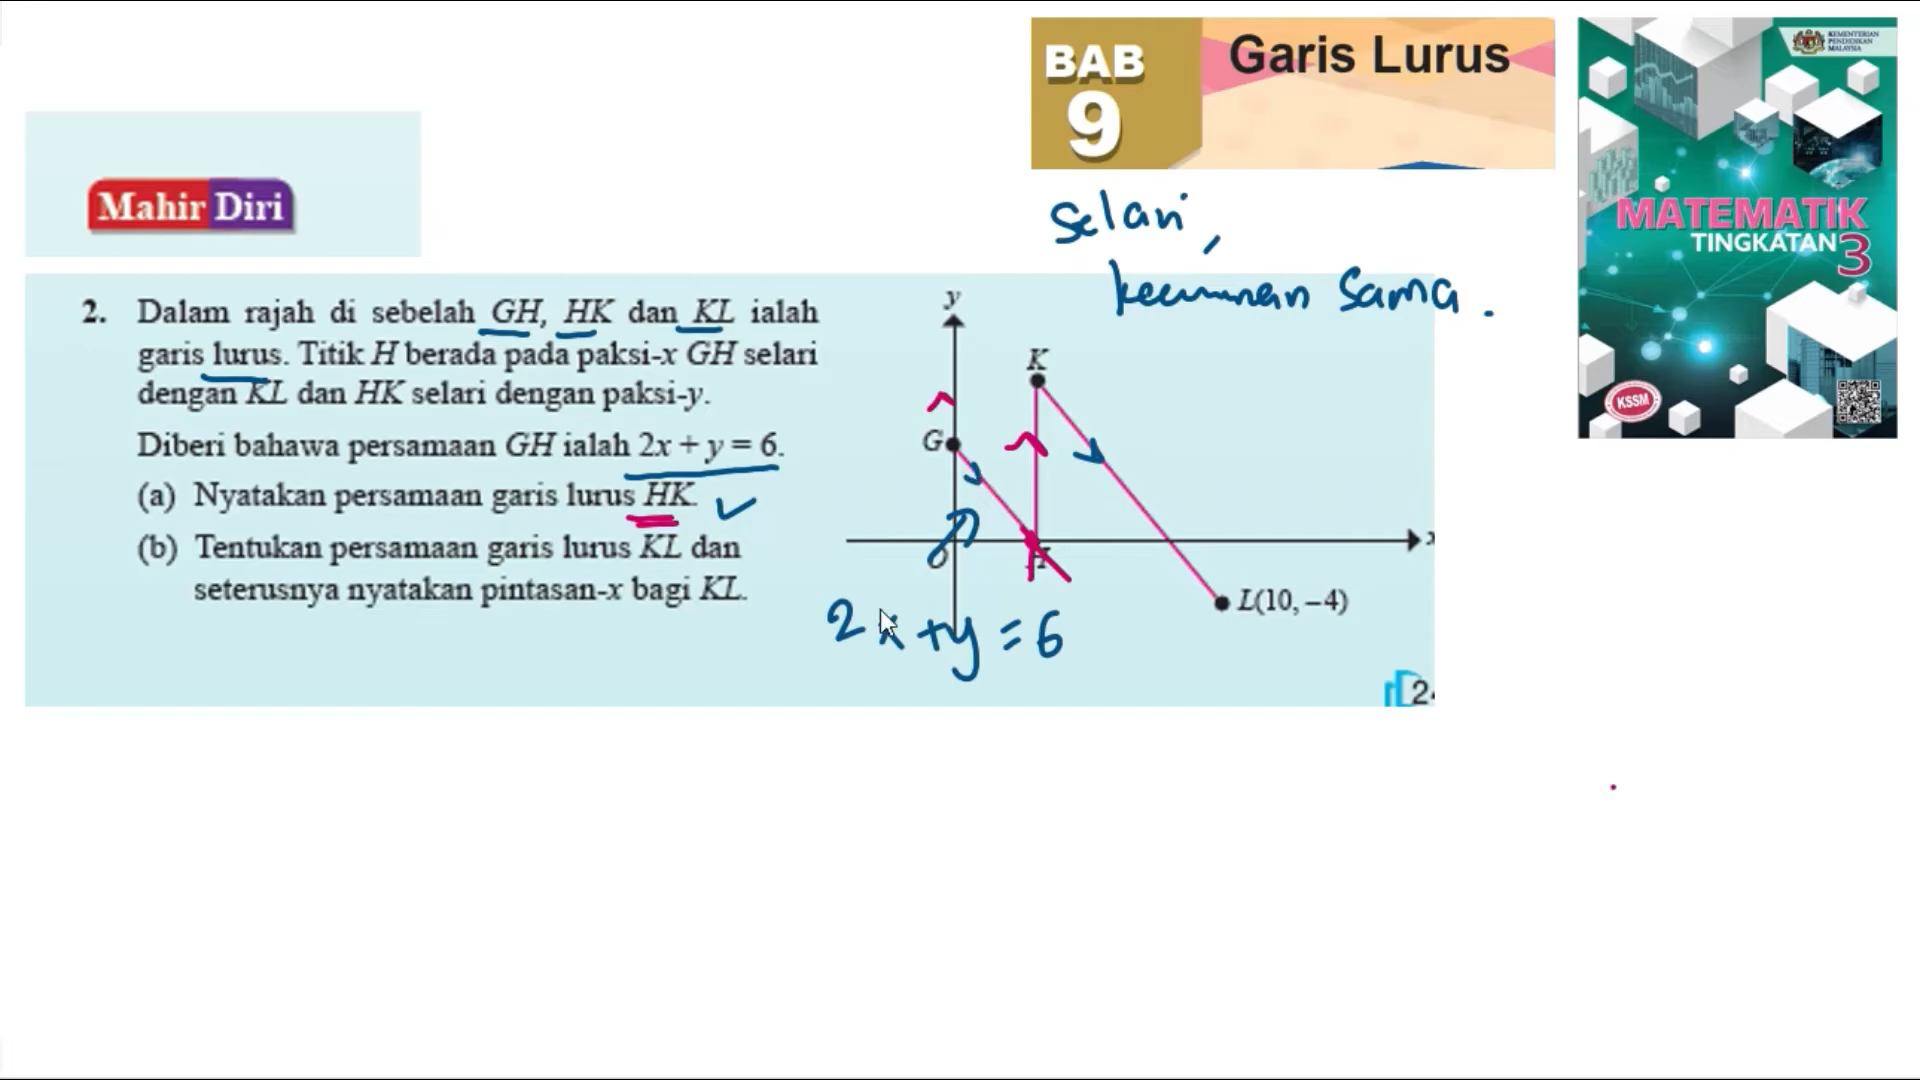 BAB
9
Garis Lurus
KEMENTERIAN
PENDIDIKAN
MALAYSIA
MATEMATIK
TINGKATAN 3
KSSM
Mahir Diri
Selari,
kecerunan sama.
2. Dalam rajah di sebelah GH, HK dan KL ialah
garis lurus. Titik H berada pada paksi-x GH selari
dengan KL dan HK selari dengan paksi-y.
Diberi bahawa persamaan GH ialah 2x + y = 6.
(a) Nyatakan persamaan garis lurus HK.
(b) Tentukan persamaan garis lurus KL dan
seterusnya nyatakan pintasan-x bagi KL.
y
K
G
O
H
x
L(10, −4)
2x + y = 6